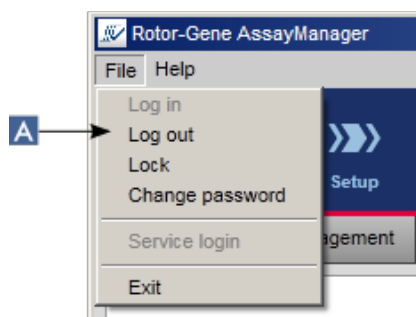 Rotor-Gene AssayManager
File Help
Log in
A
Log out
Lock
Change password
Setup
Service login
agement
Exit